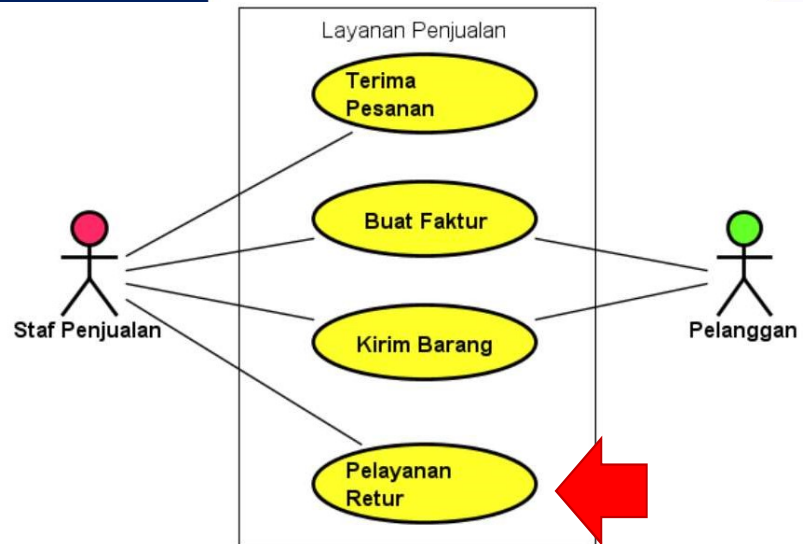 Layanan Penjualan
Terima
Pesanan
Buat Faktur
Staf Penjualan
Pelanggan
Kirim Barang
Pelayanan
Retur